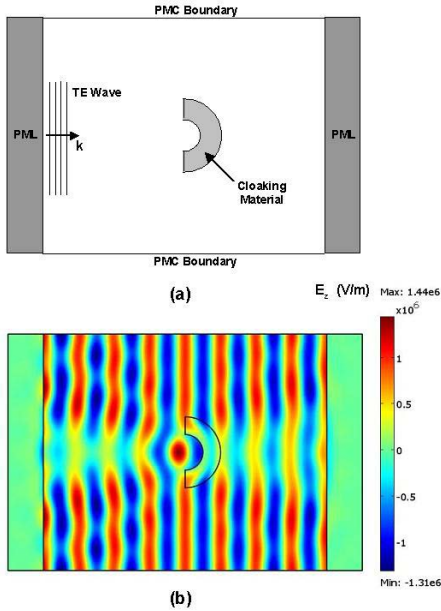 PMC Boundary
TE Wave
PML
k
PML
Cloaking
Material
PMC Boundary
(a)
E_z (V/m)
Max: 1.44e6
x10^6
1
0.5
0
-0.5
-1
Min: -1.31e6
(b)